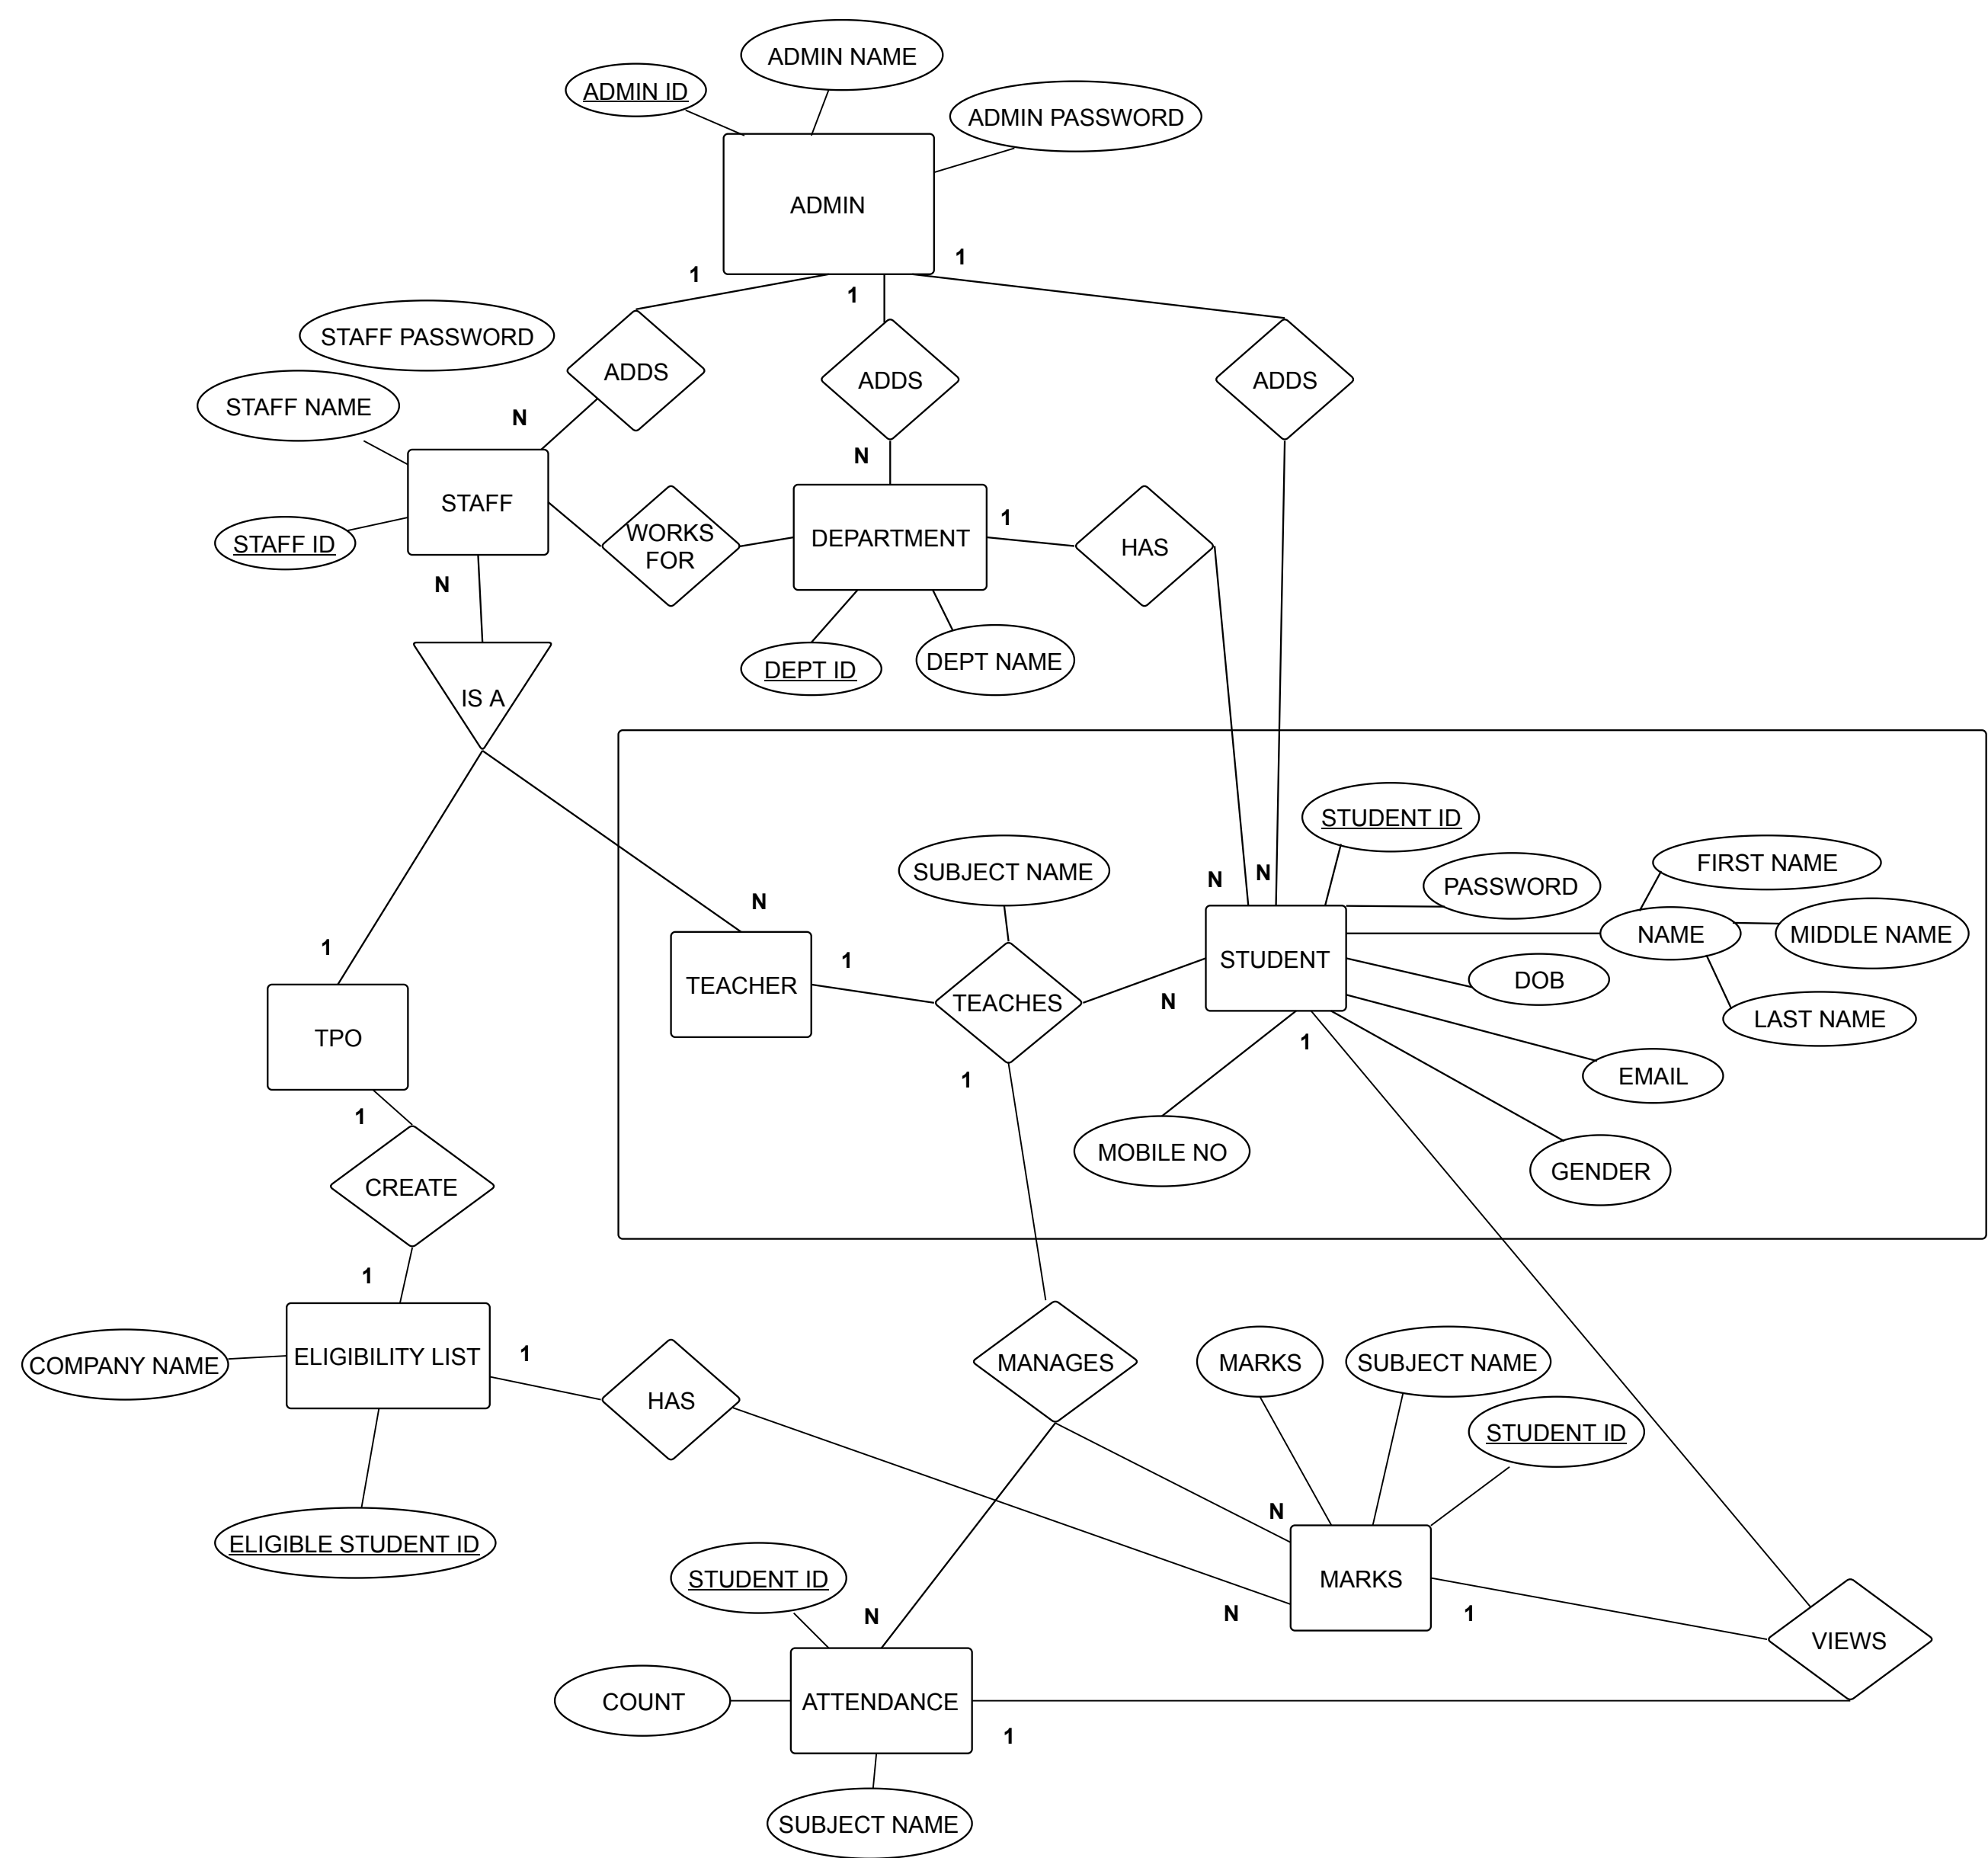 ADMIN NAME
ADMIN ID
ADMIN PASSWORD
ADMIN
1
1
1
STAFF PASSWORD
ADDS
ADDS
ADDS
STAFF NAME
N
N
STAFF
STAFF ID
WORKS
FOR
DEPARTMENT
1
HAS
N
DEPT ID
DEPT NAME
IS A
STUDENT ID
SUBJECT NAME
FIRST NAME
N
N
PASSWORD
N
NAME
MIDDLE NAME
1
1
TEACHER
TEACHES
STUDENT
DOB
N
LAST NAME
TPO
1
1
EMAIL
1
MOBILE NO
GENDER
CREATE
1
COMPANY NAME
ELIGIBILITY LIST
1
HAS
MANAGES
MARKS
SUBJECT NAME
STUDENT ID
N
ELIGIBLE STUDENT ID
STUDENT ID
MARKS
N
N
1
VIEWS
COUNT
ATTENDANCE
1
SUBJECT NAME